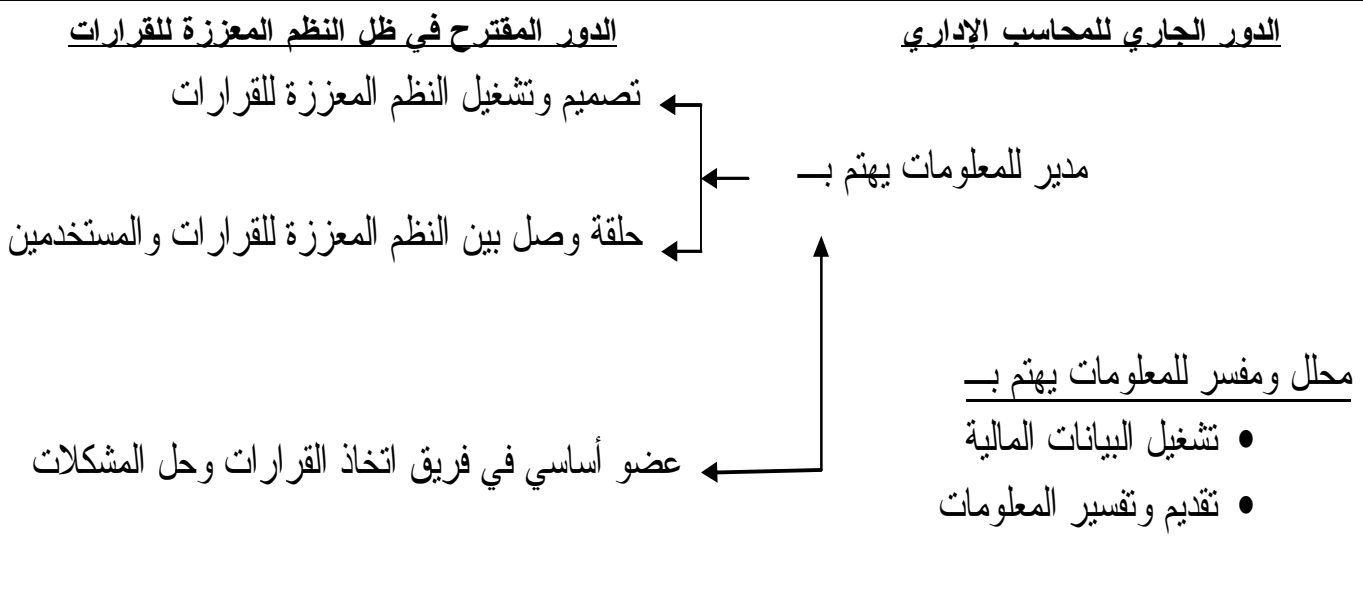 الدور الجاري للمحاسب الإداري
الدور المقترح في ظل النظم المعززة للقرارات
تصميم وتشغيل النظم المعززة للقرارات
مدير للمعلومات يهتم بـــ
حلقة وصل بين النظم المعززة للقرارات والمستخدمين
محلل ومفسر للمعلومات يهتم بـــ
• تشغيل البيانات المالية
عضو أساسي في فريق اتخاذ القرارات وحل المشكلات
• تقديم وتفسير المعلومات